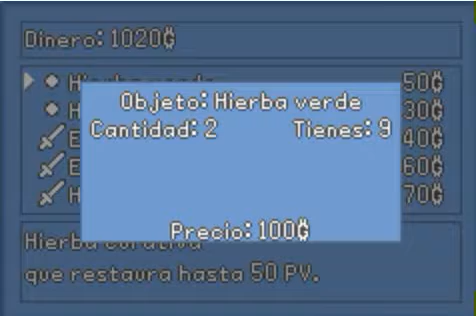 Dinero: 1020₲
50₲
30₲
Objeto: Hierba verde
Cantidad: 2 Tienes: 9
40₲
60₲
70₲
Precio: 100₲
que restaura hasta 50 PV.